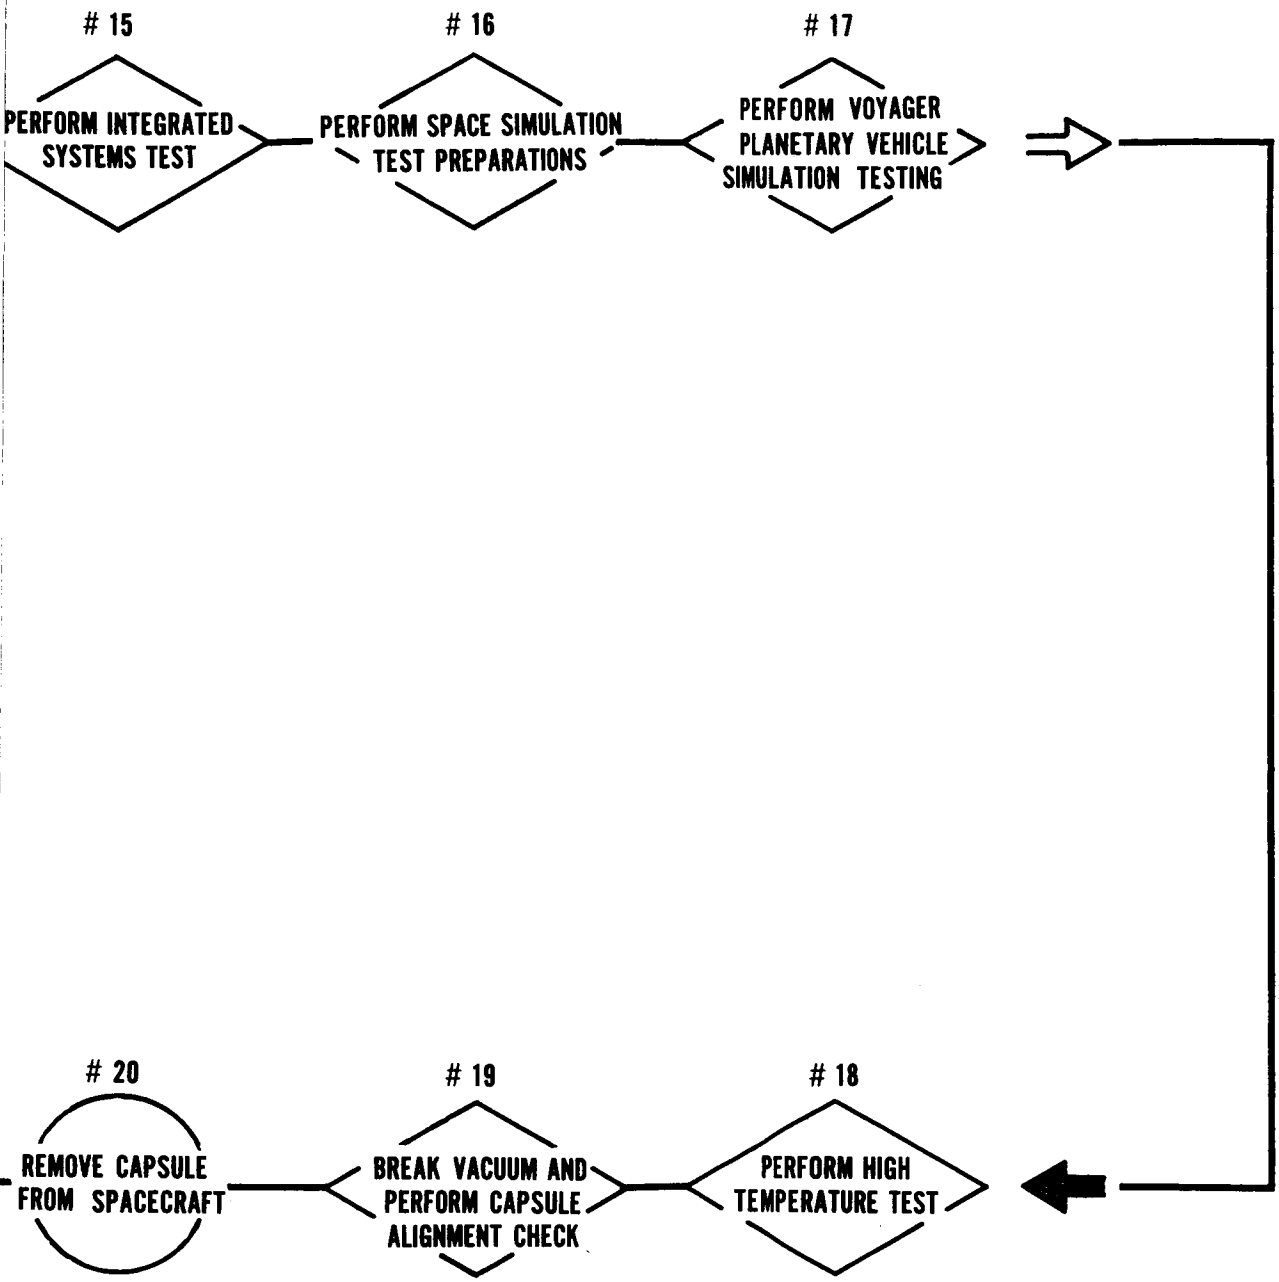 # 15
PERFORM INTEGRATED
SYSTEMS TEST
# 16
PERFORM SPACE SIMULATION
TEST PREPARATIONS
# 17
PERFORM VOYAGER
PLANETARY VEHICLE
SIMULATION TESTING
# 20
REMOVE CAPSULE
FROM SPACECRAFT
# 19
BREAK VACUUM AND
PERFORM CAPSULE
ALIGNMENT CHECK
# 18
PERFORM HIGH
TEMPERATURE TEST